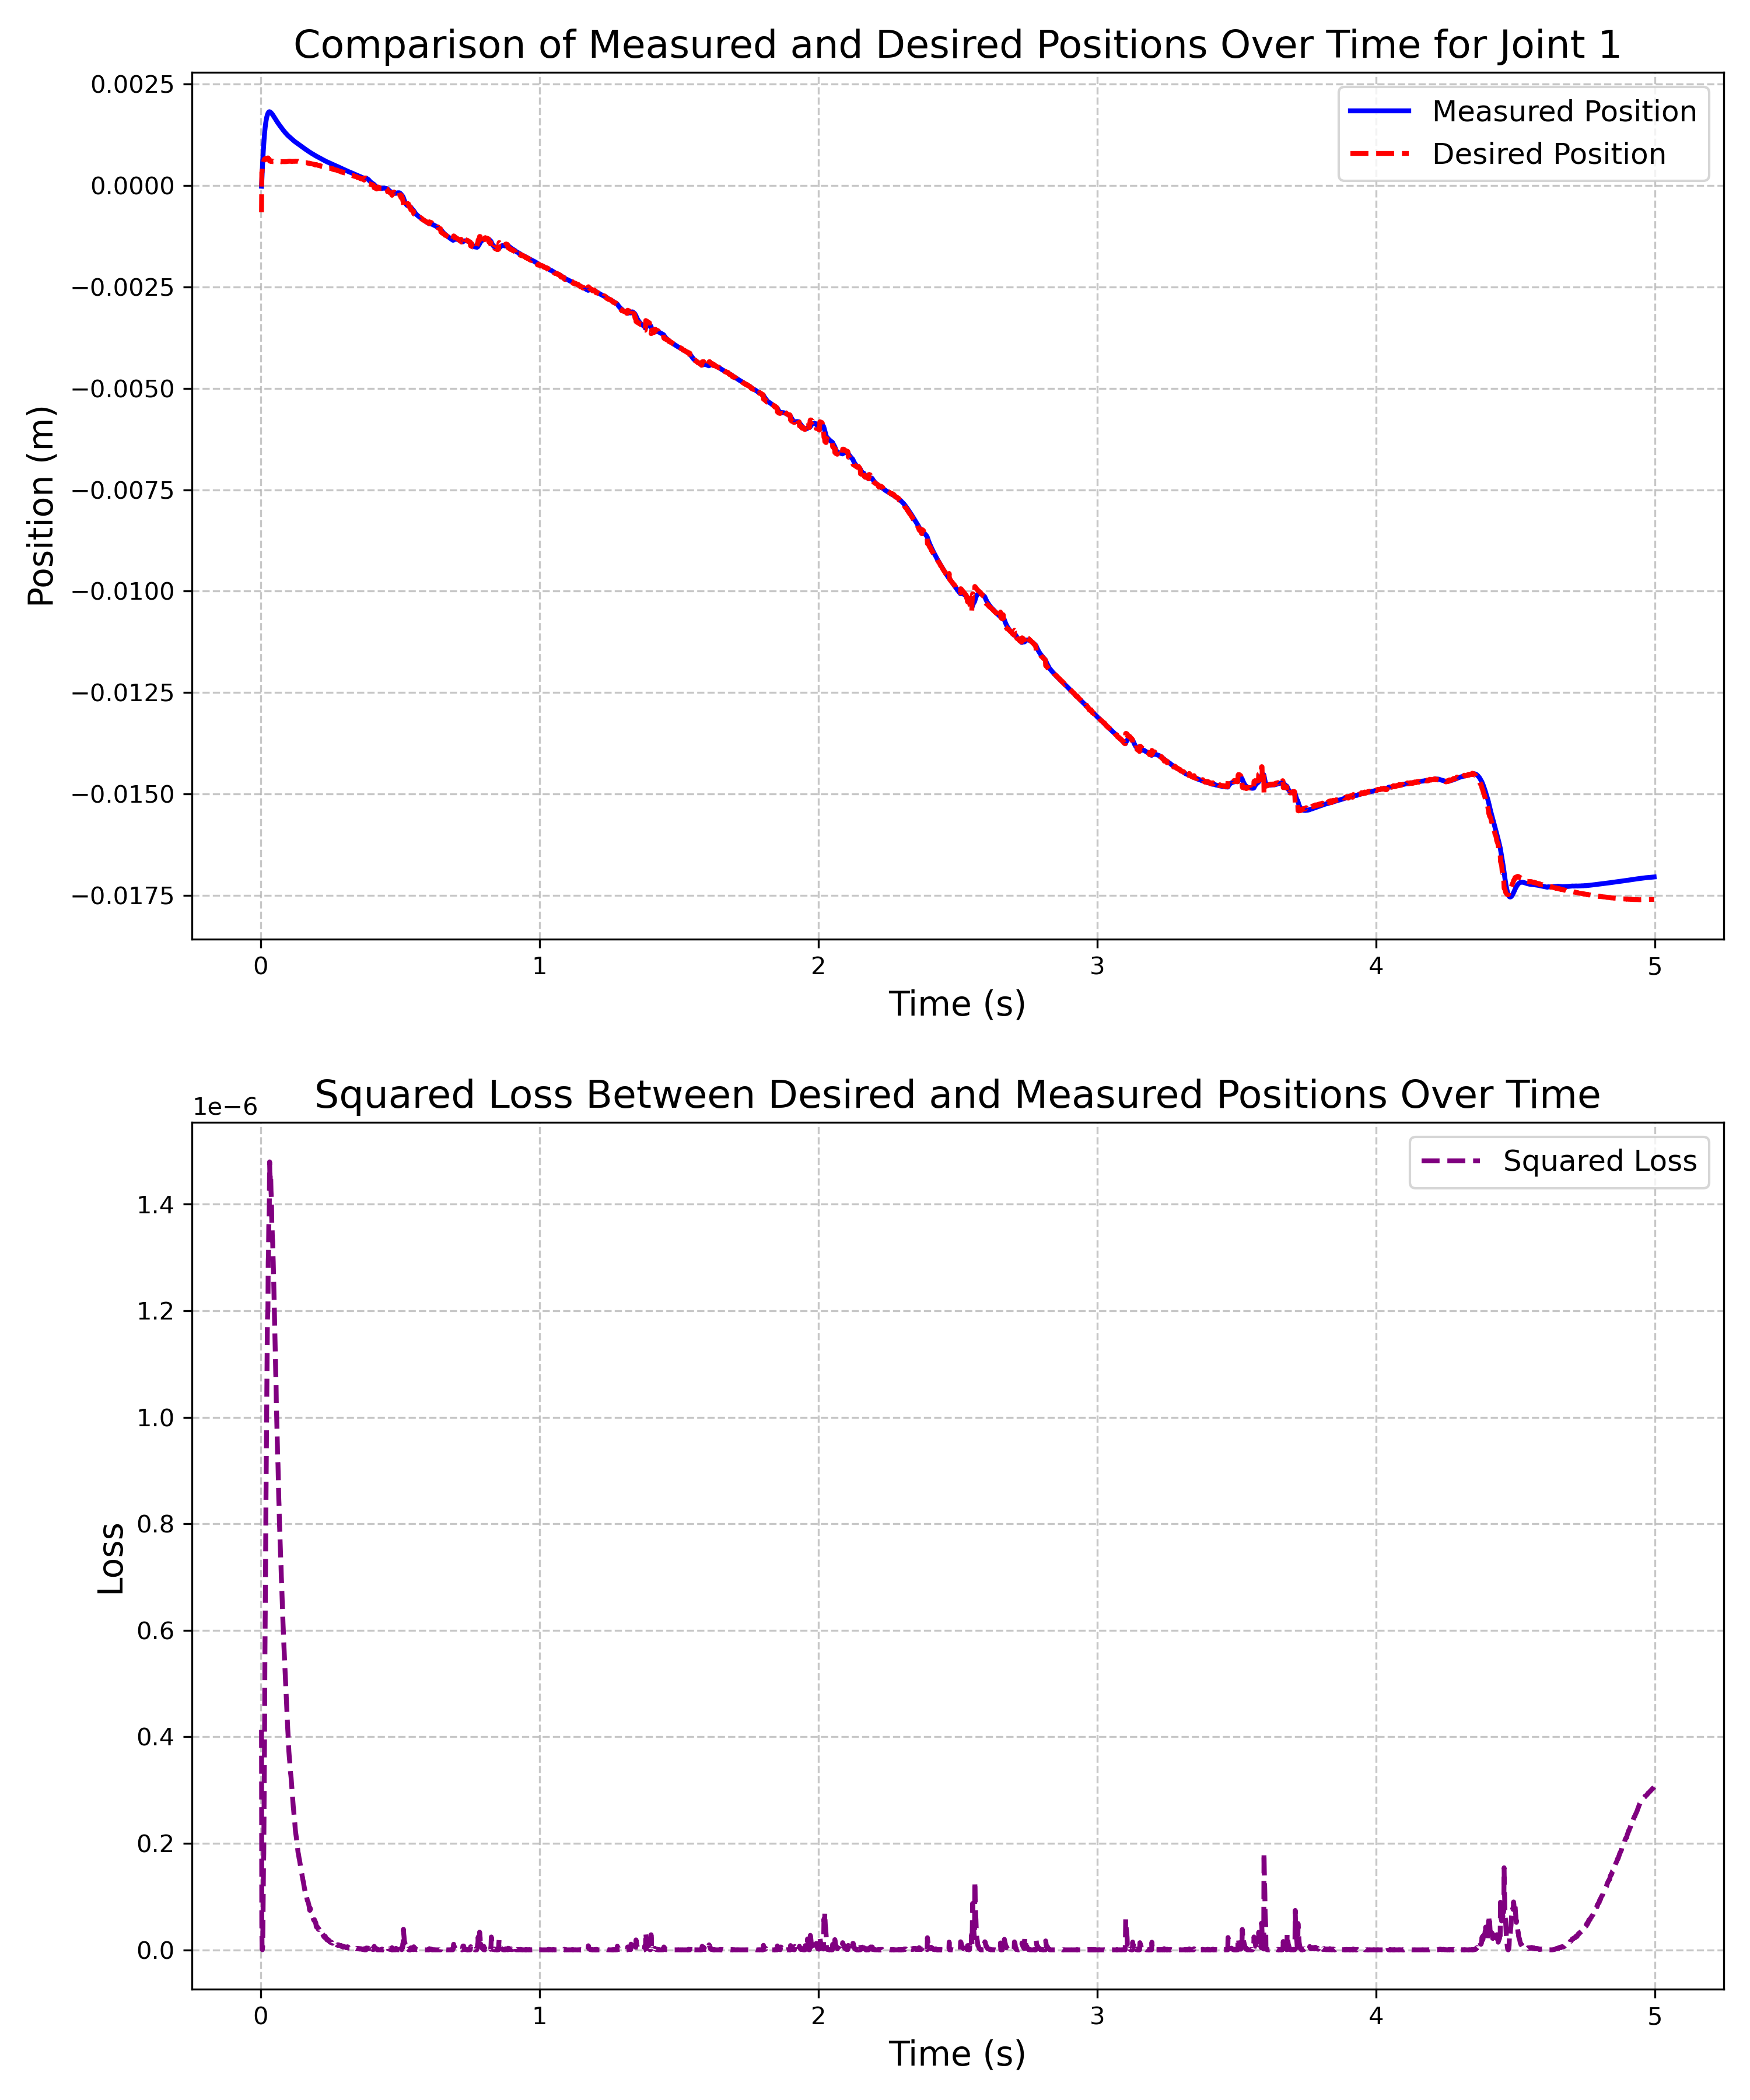 Comparison of Measured and Desired Positions Over Time for Joint 1
Measured Position
Desired Position
Position (m)
0.0025
0.0000
−0.0025
−0.0050
−0.0075
−0.0100
−0.0125
−0.0150
−0.0175
0 1 2 3 4 5
Time (s)
Squared Loss Between Desired and Measured Positions Over Time
1e−6
Squared Loss
Loss
1.4
1.2
1.0
0.8
0.6
0.4
0.2
0.0
0 1 2 3 4 5
Time (s)